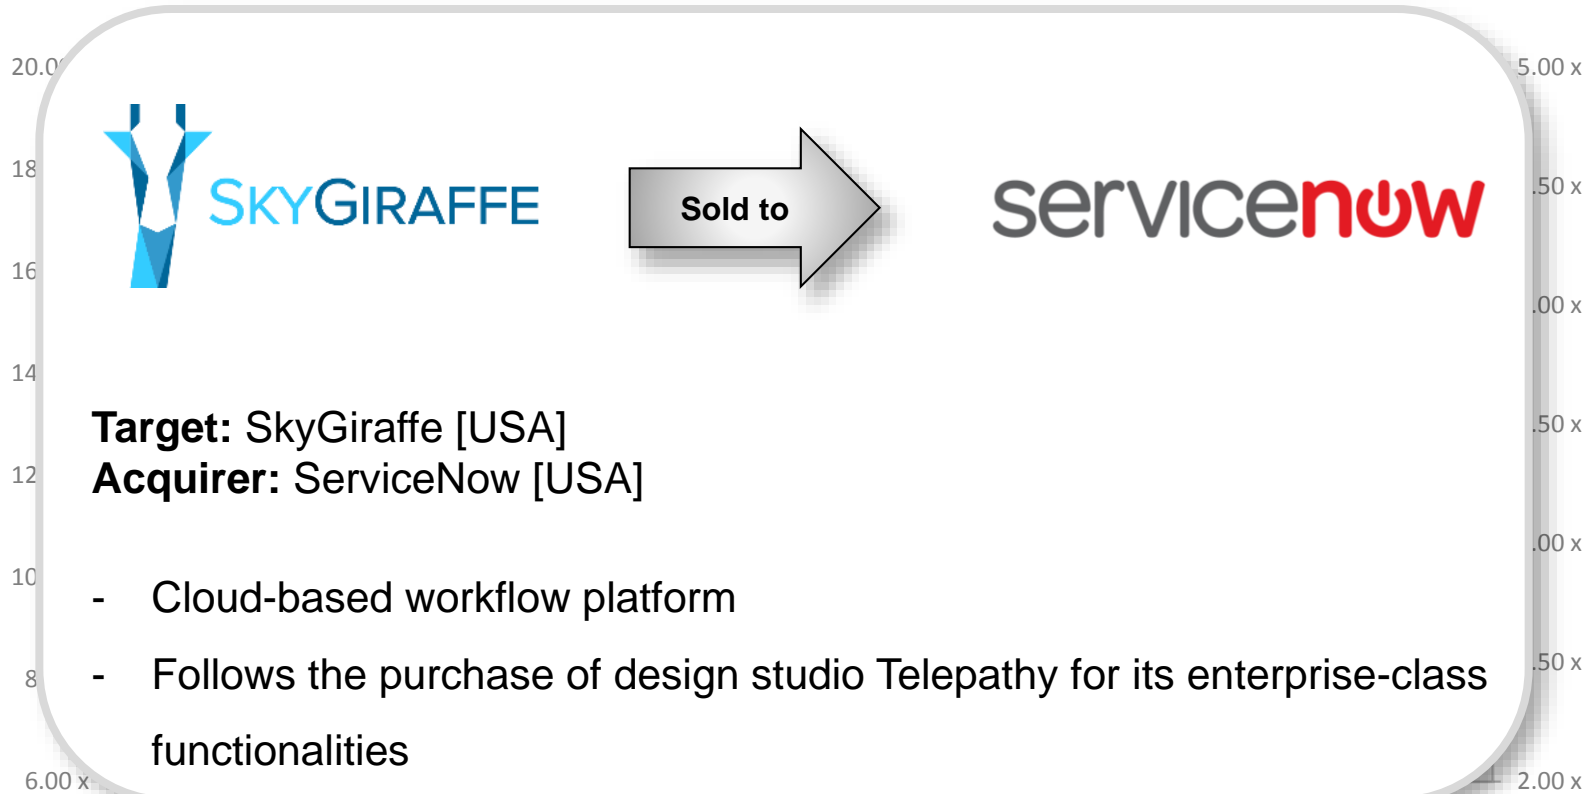 20.0
5.00 x
SKYGIRAFFE
Sold to
servicenow
18
.50 x
16
.00 x
14
Target: SkyGiraffe [USA]
.50 x
Acquirer: ServiceNow [USA]
12
.00 x
10
- Cloud-based workflow platform
- Follows the purchase of design studio Telepathy for its enterprise-class
8
.50 x
functionalities
6.00 x
2.00 x